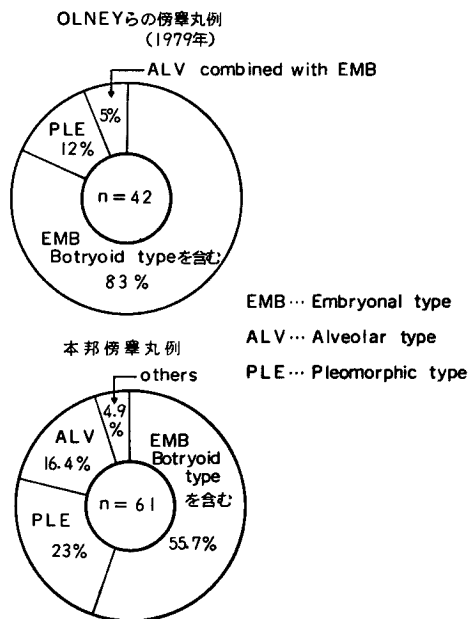 OLNEYらの傍睾丸例
(1979年)
ALV combined with EMB
5%
PLE
12%
n=42
EMB
Botryoid typeを含む
83%
EMB… Embryonal type
ALV… Alveolar type
PLE… Pleomorphic type
本邦傍睾丸例
others
4.9
%
ALV
16.4%
EMB
Botryoid
type
を含む
n=61
PLE
23%
55.7%